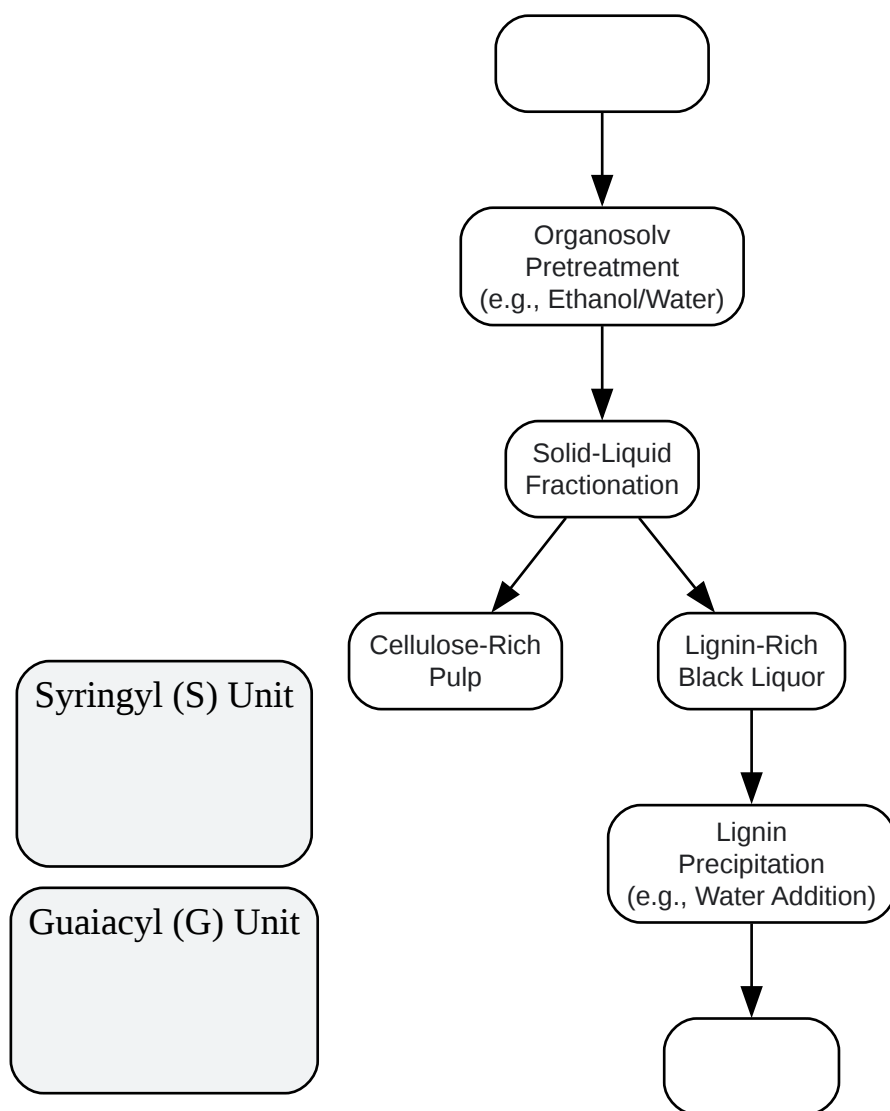 Organosolv
Pretreatment
(e.g., Ethanol/Water)
Solid-Liquid
Fractionation
Cellulose-Rich
Pulp
Lignin-Rich
Black Liquor
Syringyl (S) Unit
Lignin
Precipitation
(e.g., Water Addition)
Guaiacyl (G) Unit